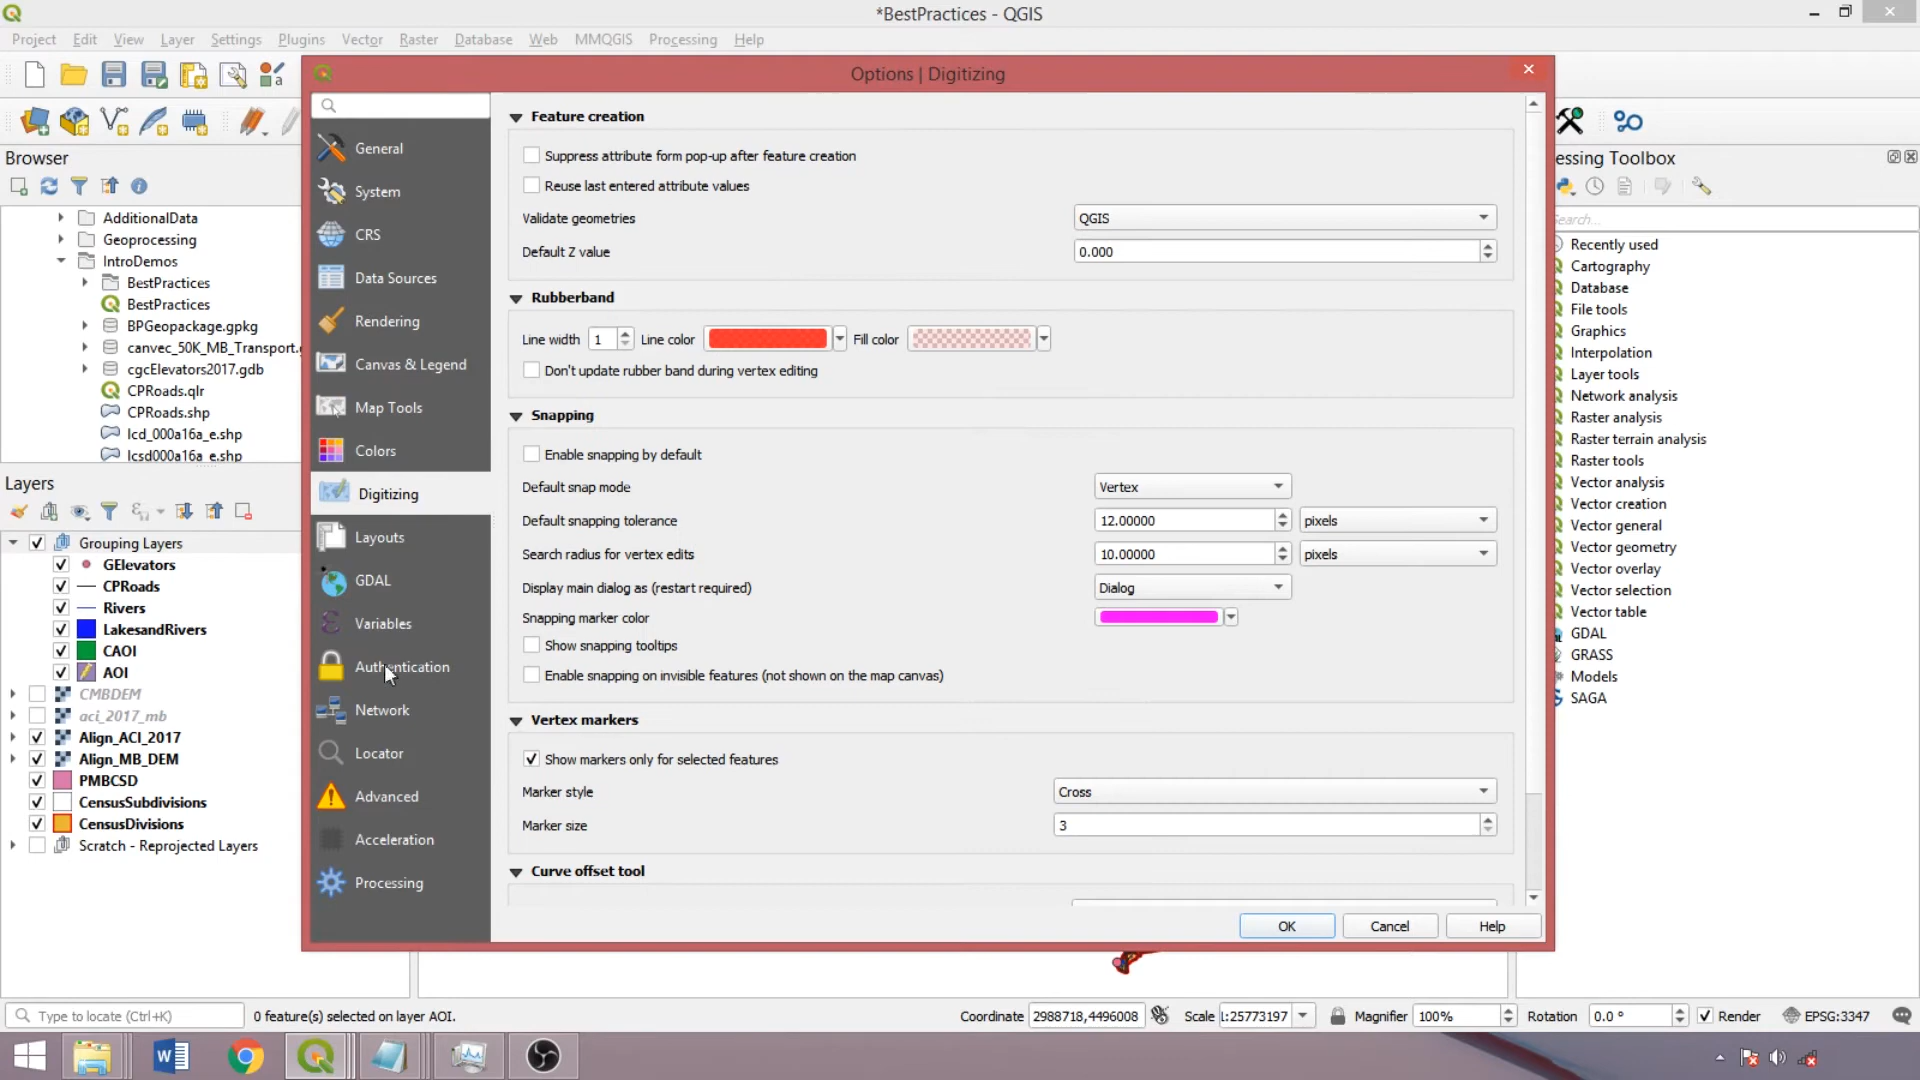 *BestPractices - QGIS
Project Edit View Layer Settings Plugins Vector Raster Database Web MMQGIS Processing Help
Options | Digitizing
Browser
AdditionalData
Geoprocessing
IntroDemos
BestPractices
BestPractices
BPGeopackage.gpkg
canvec_50K_MB_Transport.
cgcElevators2017.gdb
CPRoads.qlr
CPRoads.shp
lcd_000a16a_e.shp
lcsd000a16a_e.shp
Layers
Grouping Layers
GElevators
CPRoads
Rivers
LakesandRivers
CAOI
AOI
CMBDEM
aci_2017_mb
Align_ACI_2017
Align_MB_DEM
PMBCSD
CensusSubdivisions
CensusDivisions
Scratch - Reprojected Layers
General
System
CRS
Data Sources
Rendering
Canvas & Legend
Map Tools
Colors
Digitizing
Layouts
GDAL
Variables
Authentication
Network
Locator
Advanced
Acceleration
Processing
Feature creation
Suppress attribute form pop-up after feature creation
Reuse last entered attribute values
Validate geometries QGIS
Default Z value 0.000
Rubberband
Line width 1 Line color Fill color
Don't update rubber band during vertex editing
Snapping
Enable snapping by default
Default snap mode Vertex
Default snapping tolerance 12.00000 pixels
Search radius for vertex edits 10.00000 pixels
Display main dialog as (restart required) Dialog
Snapping marker color
Show snapping tooltips
Enable snapping on invisible features (not shown on the map canvas)
Vertex markers
Show markers only for selected features
Marker style Cross
Marker size 3
Curve offset tool
OK Cancel Help
essing Toolbox
Search...
Recently used
Cartography
Database
File tools
Graphics
Interpolation
Layer tools
Network analysis
Raster analysis
Raster terrain analysis
Raster tools
Vector analysis
Vector creation
Vector general
Vector geometry
Vector overlay
Vector selection
Vector table
GDAL
GRASS
Models
SAGA
Type to locate (Ctrl+K) 0 feature(s) selected on layer AOI. Coordinate 2988718,4496008 Scale 1:25773197 Magnifier 100% Rotation 0.0 ° Render EPSG:3347